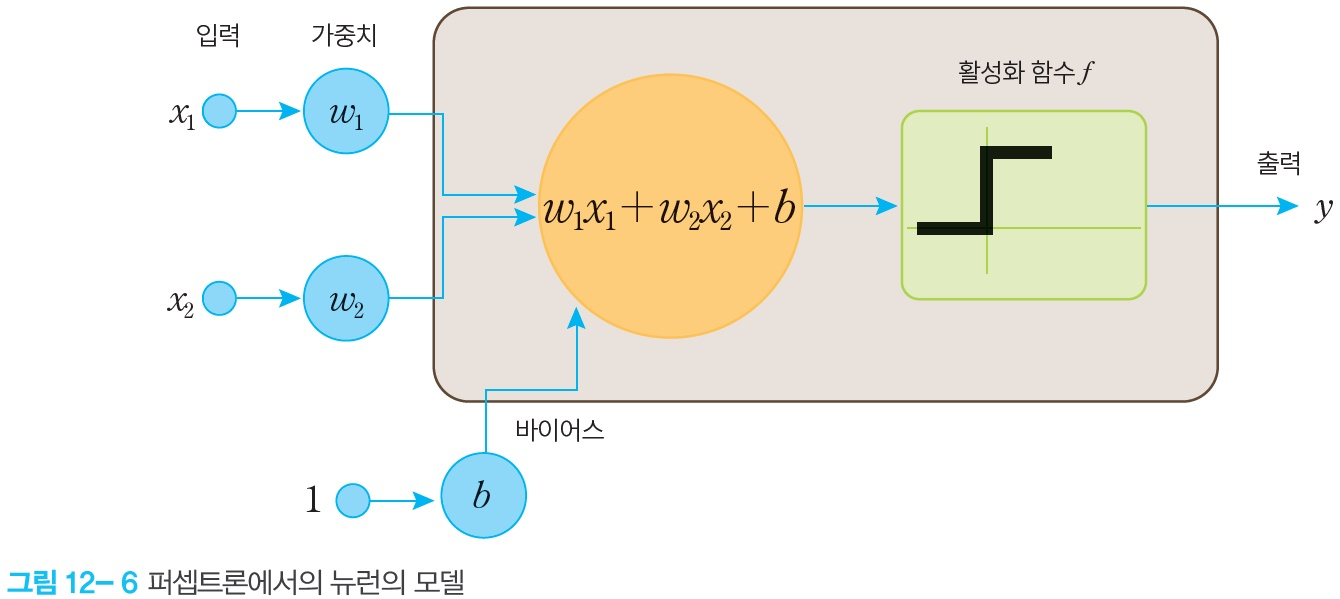 입력 가중치
활성화 함수 f
x₁ w₁
출력
w₁x₁+w₂x₂+b
y
x₂ w₂
바이어스
1 b
그림 12-6 퍼셉트론에서의 뉴런의 모델